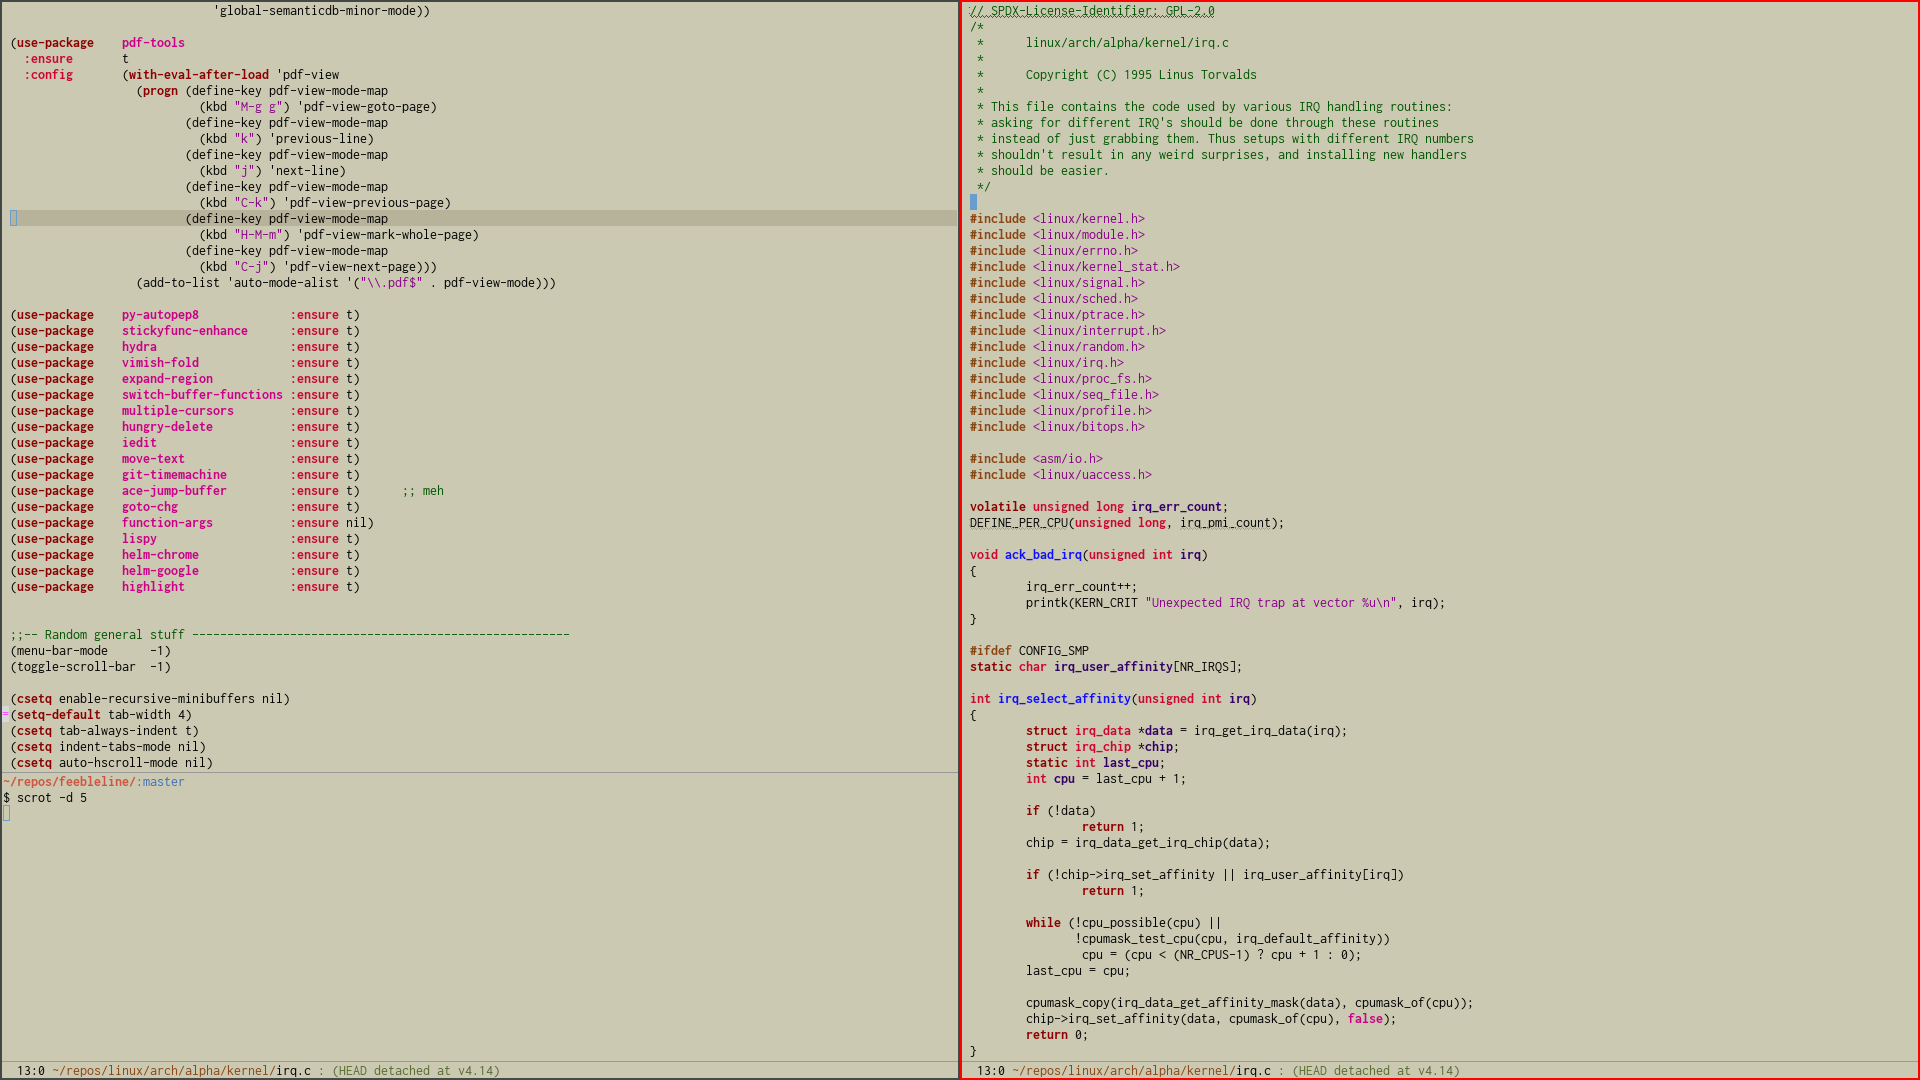 'global-semanticdb-minor-mode))
(use-package    pdf-tools
  :ensure       t
  :config       (with-eval-after-load 'pdf-view
                  (progn (define-key pdf-view-mode-map
                           (kbd "M-g g") 'pdf-view-goto-page)
                         (define-key pdf-view-mode-map
                           (kbd "k") 'previous-line)
                         (define-key pdf-view-mode-map
                           (kbd "j") 'next-line)
                         (define-key pdf-view-mode-map
                           (kbd "C-k") 'pdf-view-previous-page)
                         (define-key pdf-view-mode-map
                           (kbd "H-M-m") 'pdf-view-mark-whole-page)
                         (define-key pdf-view-mode-map
                           (kbd "C-j") 'pdf-view-next-page)))
                  (add-to-list 'auto-mode-alist '("\\.pdf$" . pdf-view-mode)))
(use-package    py-autopep8             :ensure t)
(use-package    stickyfunc-enhance      :ensure t)
(use-package    hydra                   :ensure t)
(use-package    vimish-fold             :ensure t)
(use-package    expand-region           :ensure t)
(use-package    switch-buffer-functions :ensure t)
(use-package    multiple-cursors        :ensure t)
(use-package    hungry-delete           :ensure t)
(use-package    iedit                   :ensure t)
(use-package    move-text               :ensure t)
(use-package    git-timemachine         :ensure t)
(use-package    ace-jump-buffer         :ensure t)      ;; meh
(use-package    goto-chg                :ensure t)
(use-package    function-args           :ensure nil)
(use-package    lispy                   :ensure t)
(use-package    helm-chrome             :ensure t)
(use-package    helm-google             :ensure t)
(use-package    highlight               :ensure t)
;;-- Random general stuff ------------------------------------------------------
(menu-bar-mode      -1)
(toggle-scroll-bar  -1)
(csetq enable-recursive-minibuffers nil)
=(setq-default tab-width 4)
(csetq tab-always-indent t)
(csetq indent-tabs-mode nil)
(csetq auto-hscroll-mode nil)
~/repos/feebleline/:master
$ scrot -d 5
13:0 ~/repos/linux/arch/alpha/kernel/irq.c : (HEAD detached at v4.14)
// SPDX-License-Identifier: GPL-2.0
/*
 *      linux/arch/alpha/kernel/irq.c
 *
 *      Copyright (C) 1995 Linus Torvalds
 *
 * This file contains the code used by various IRQ handling routines:
 * asking for different IRQ's should be done through these routines
 * instead of just grabbing them. Thus setups with different IRQ numbers
 * shouldn't result in any weird surprises, and installing new handlers
 * should be easier.
 */
#include <linux/kernel.h>
#include <linux/module.h>
#include <linux/errno.h>
#include <linux/kernel_stat.h>
#include <linux/signal.h>
#include <linux/sched.h>
#include <linux/ptrace.h>
#include <linux/interrupt.h>
#include <linux/random.h>
#include <linux/irq.h>
#include <linux/proc_fs.h>
#include <linux/seq_file.h>
#include <linux/profile.h>
#include <linux/bitops.h>
#include <asm/io.h>
#include <linux/uaccess.h>
volatile unsigned long irq_err_count;
DEFINE_PER_CPU(unsigned long, irq_pmi_count);
void ack_bad_irq(unsigned int irq)
{
        irq_err_count++;
        printk(KERN_CRIT "Unexpected IRQ trap at vector %u\n", irq);
}
#ifdef CONFIG_SMP
static char irq_user_affinity[NR_IRQS];
int irq_select_affinity(unsigned int irq)
{
        struct irq_data *data = irq_get_irq_data(irq);
        struct irq_chip *chip;
        static int last_cpu;
        int cpu = last_cpu + 1;
        if (!data)
                return 1;
        chip = irq_data_get_irq_chip(data);
        if (!chip->irq_set_affinity || irq_user_affinity[irq])
                return 1;
        while (!cpu_possible(cpu) ||
               !cpumask_test_cpu(cpu, irq_default_affinity))
                cpu = (cpu < (NR_CPUS-1) ? cpu + 1 : 0);
        last_cpu = cpu;
        cpumask_copy(irq_data_get_affinity_mask(data), cpumask_of(cpu));
        chip->irq_set_affinity(data, cpumask_of(cpu), false);
        return 0;
}
13:0 ~/repos/linux/arch/alpha/kernel/irq.c : (HEAD detached at v4.14)